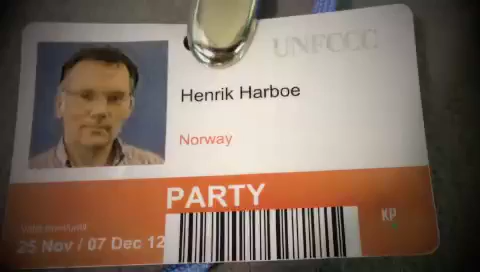 UNFCCC
Henrik Harboe
Norway
PARTY
KP
25 Nov / 07 Dec 12